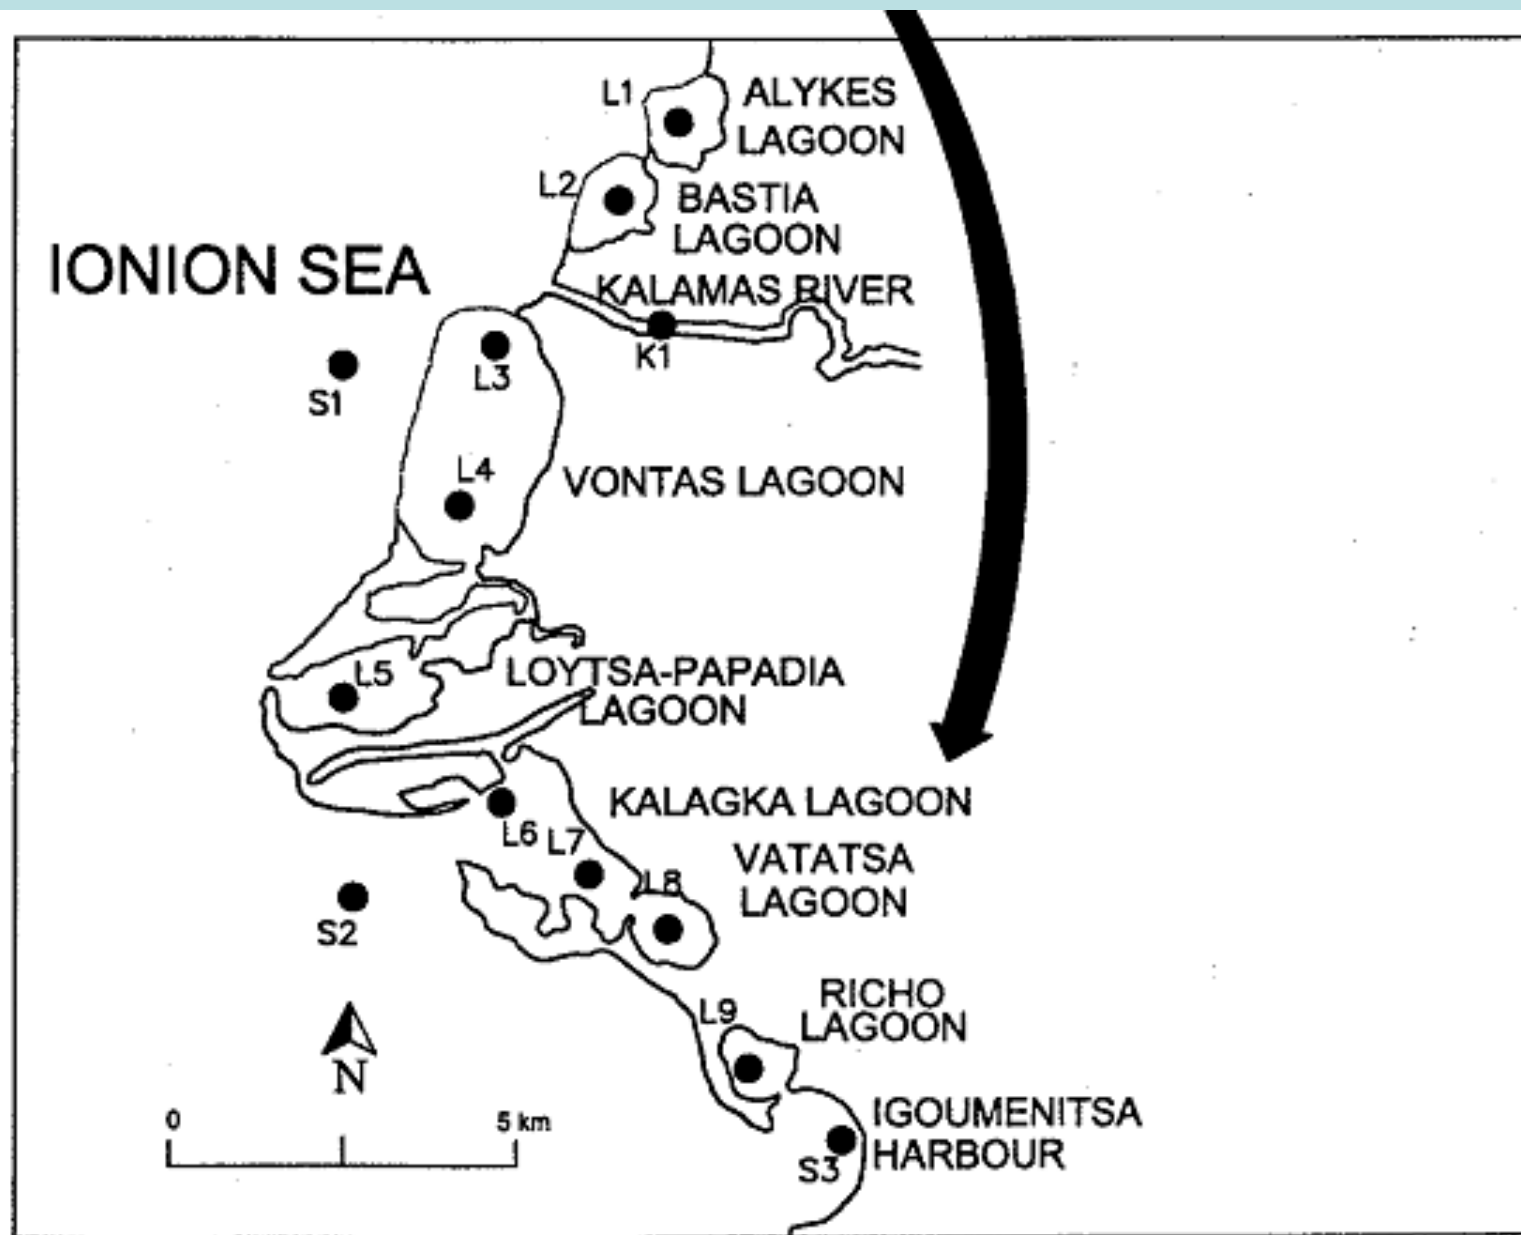 L1
ALYKES
LAGOON
L2
BASTIA
LAGOON
IONION SEA
KALAMAS RIVER
K1
L3
S1
L4
VONTAS LAGOON
L5
LOYTSA-PAPADIA
LAGOON
KALAGKA LAGOON
L6
L7
VATATSA
LAGOON
L8
S2
RICHO
LAGOON
L9
N
0
5 km
IGOUMENITSA
HARBOUR
S3